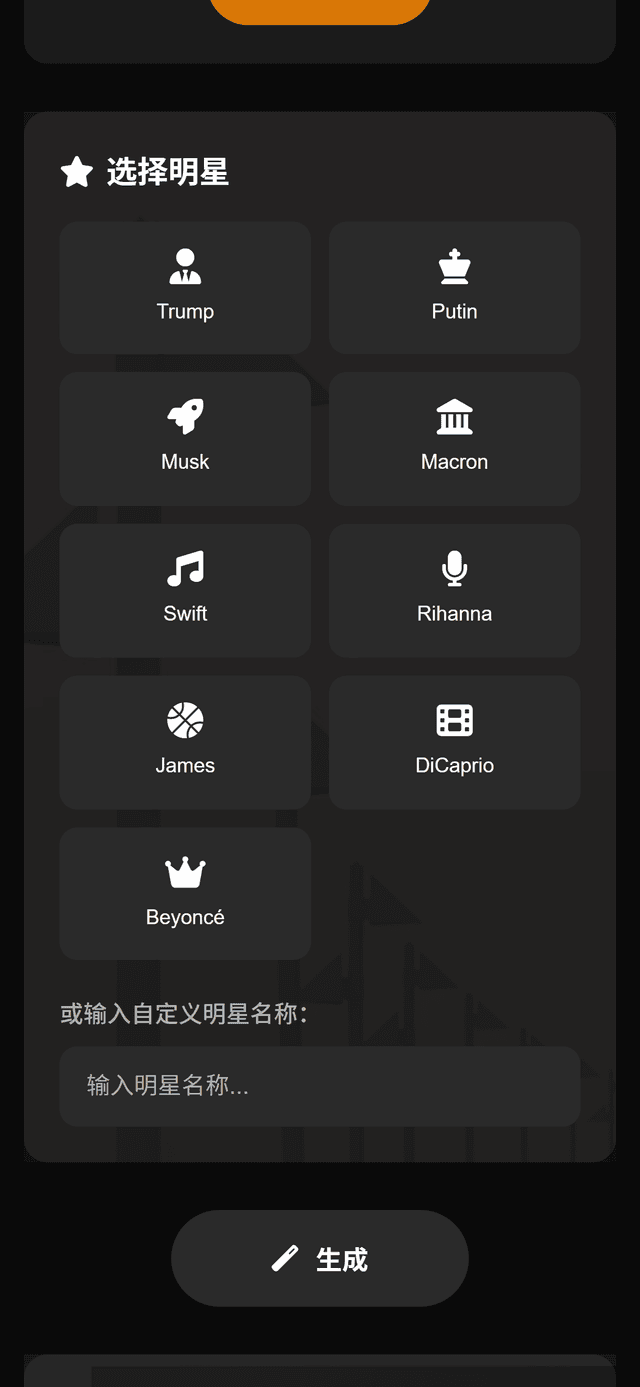 选择明星
Trump
Putin
Musk
Macron
Swift
Rihanna
James
DiCaprio
Beyoncé
或输入自定义明星名称：
输入明星名称...
生成